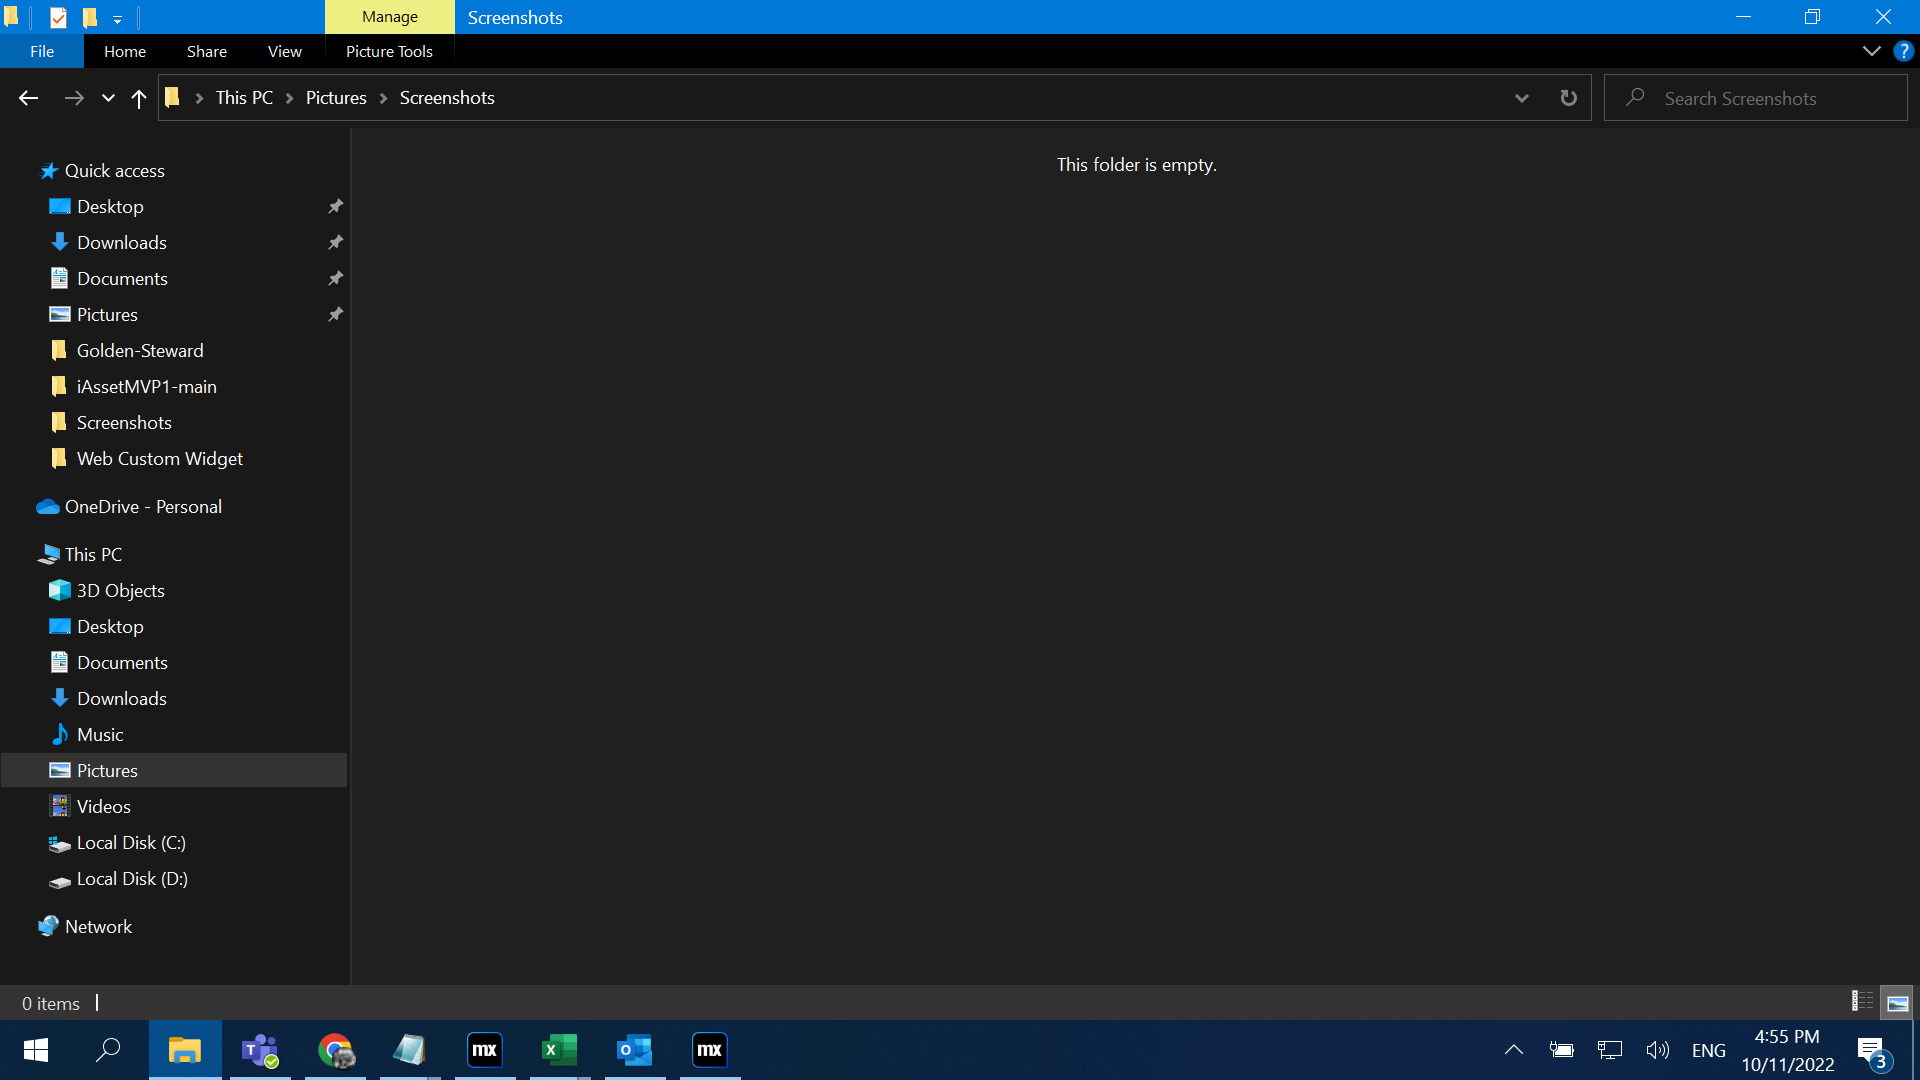 Manage
Screenshots
File
Home
Share
View
Picture Tools
?
This PC
Pictures
Screenshots
Search Screenshots
This folder is empty.
Quick access
Desktop
Downloads
Documents
Pictures
Golden-Steward
iAssetMVP1-main
Screenshots
Web Custom Widget
OneDrive - Personal
This PC
3D Objects
Desktop
Documents
Downloads
Music
Pictures
Videos
Local Disk (C:)
Local Disk (D:)
Network
0 items
T
mx
X
O
mx
ENG
4:55 PM
10/11/2022
3